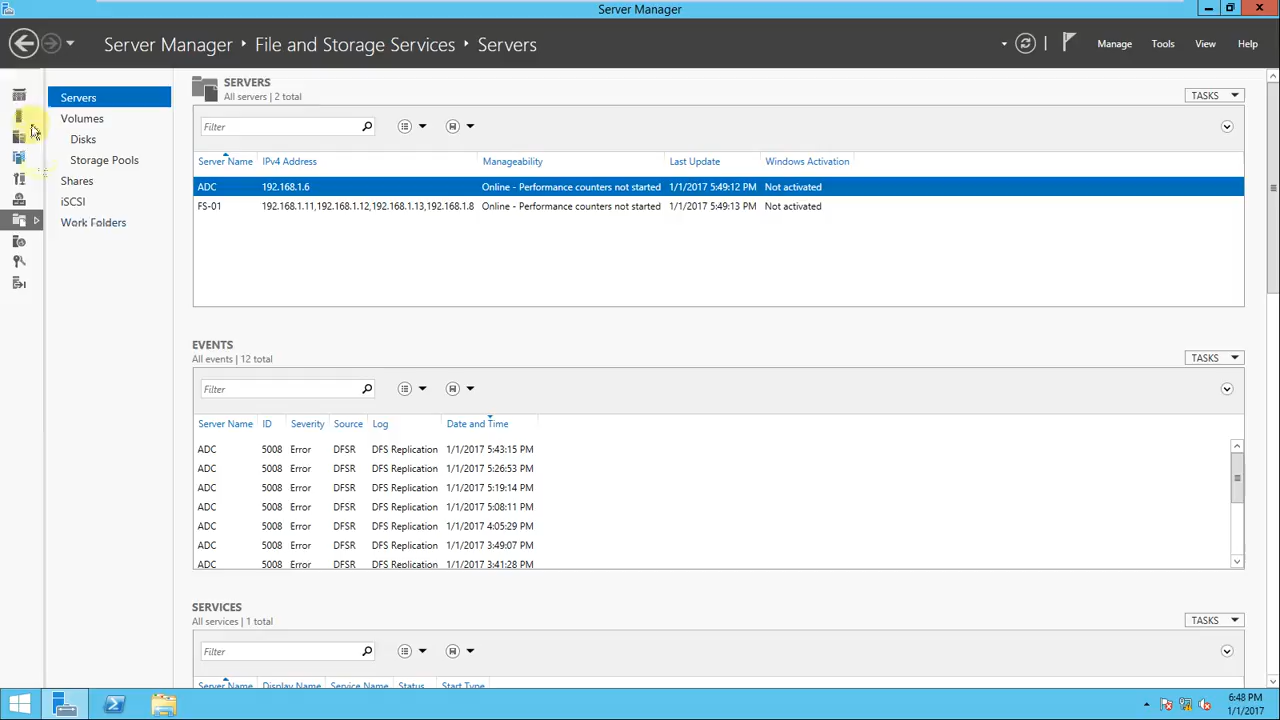 Server Manager
Server Manager ‣ File and Storage Services ‣ Servers
Manage Tools View Help
Servers
Volumes
Disks
Storage Pools
Shares
iSCSI
Work Folders
SERVERS
All servers | 2 total
TASKS
Filter
Server Name IPv4 Address Manageability Last Update Windows Activation
ADC 192.168.1.6 Online - Performance counters not started 1/1/2017 5:49:12 PM Not activated
FS-01 192.168.1.11,192.168.1.12,192.168.1.13,192.168.1.8 Online - Performance counters not started 1/1/2017 5:49:13 PM Not activated
EVENTS
All events | 12 total
TASKS
Filter
Server Name ID Severity Source Log Date and Time
ADC 5008 Error DFSR DFS Replication 1/1/2017 5:43:15 PM
ADC 5008 Error DFSR DFS Replication 1/1/2017 5:26:53 PM
ADC 5008 Error DFSR DFS Replication 1/1/2017 5:19:14 PM
ADC 5008 Error DFSR DFS Replication 1/1/2017 5:08:11 PM
ADC 5008 Error DFSR DFS Replication 1/1/2017 4:05:29 PM
ADC 5008 Error DFSR DFS Replication 1/1/2017 3:49:07 PM
ADC 5008 Error DFSR DFS Replication 1/1/2017 3:41:28 PM
SERVICES
All services | 1 total
TASKS
Filter
Server Name Display Name Service Name Status Start Type
6:48 PM
1/1/2017